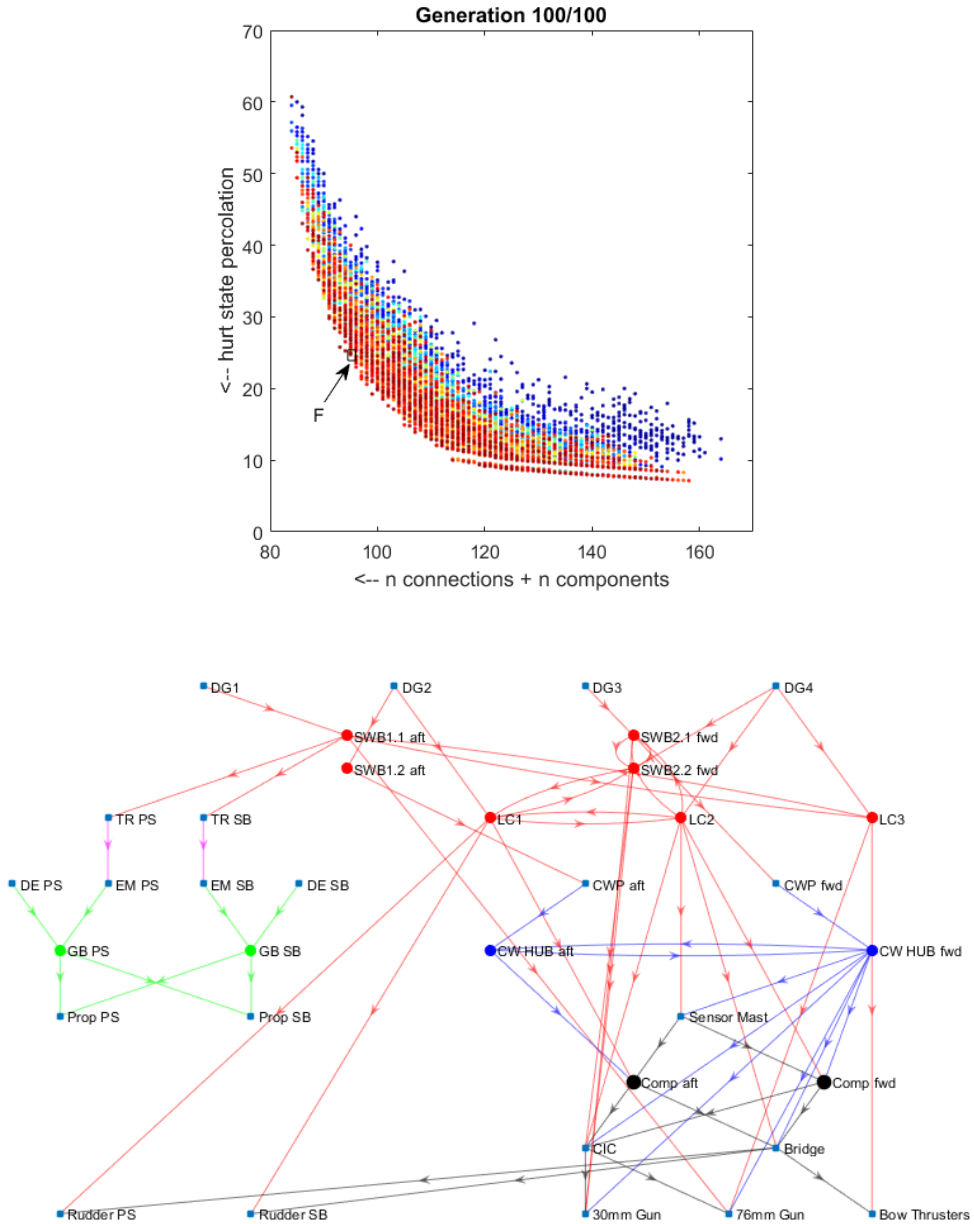 Generation 100/100
70
60
50
40
30
20
10
0
<-- hurt state percolation
F
80 100 120 140 160
<-- n connections + n components
DG1 DG2 DG3 DG4
SWB1.1 aft SWB2.1 fwd
SWB1.2 aft SWB2.2 fwd
TR PS TR SB LC1 LC2 LC3
DE PS EM PS EM SB DE SB CWP aft CWP fwd
GB PS GB SB CW HUB aft CW HUB fwd
Prop PS Prop SB Sensor Mast
Comp aft Comp fwd
CIC Bridge
Rudder PS Rudder SB 30mm Gun 76mm Gun Bow Thrusters